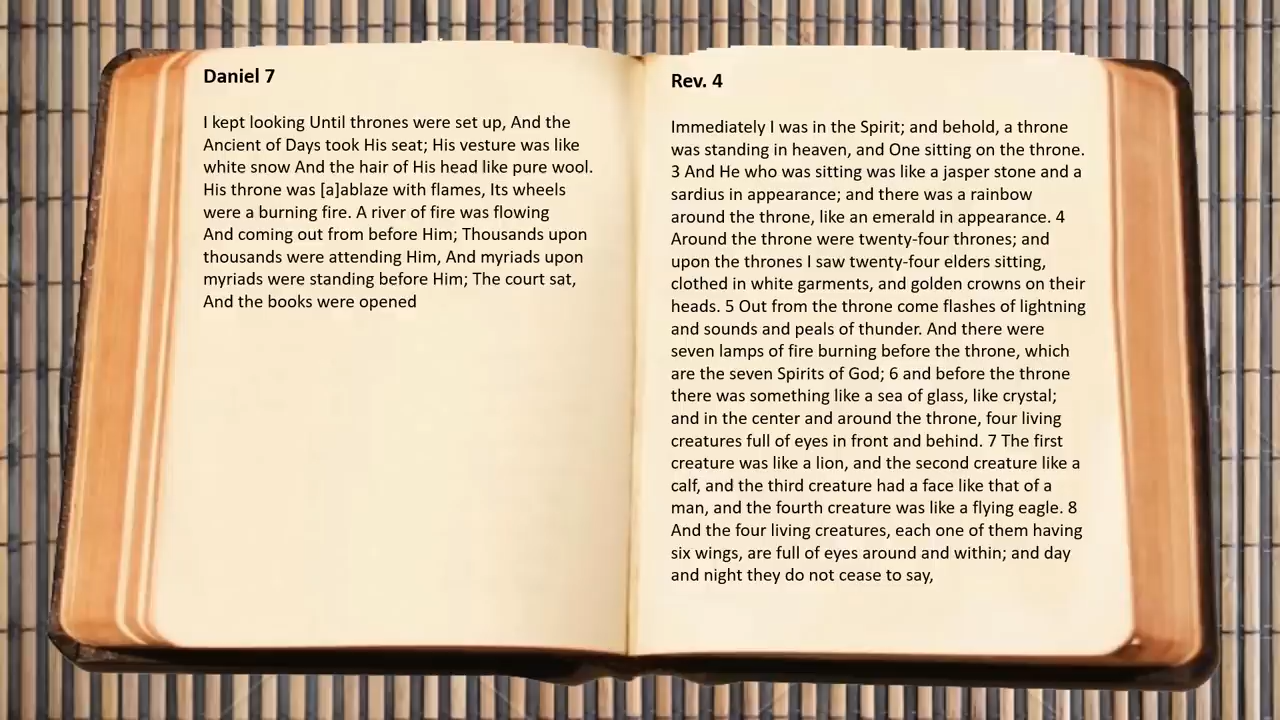 Daniel 7
I kept looking Until thrones were set up, And the
Ancient of Days took His seat; His vesture was like
white snow And the hair of His head like pure wool.
His throne was [a]ablaze with flames, Its wheels
were a burning fire. A river of fire was flowing
And coming out from before Him; Thousands upon
thousands were attending Him, And myriads upon
myriads were standing before Him; The court sat,
And the books were opened
Rev. 4
Immediately I was in the Spirit; and behold, a throne
was standing in heaven, and One sitting on the throne.
3 And He who was sitting was like a jasper stone and a
sardius in appearance; and there was a rainbow
around the throne, like an emerald in appearance. 4
Around the throne were twenty-four thrones; and
upon the thrones I saw twenty-four elders sitting,
clothed in white garments, and golden crowns on their
heads. 5 Out from the throne come flashes of lightning
and sounds and peals of thunder. And there were
seven lamps of fire burning before the throne, which
are the seven Spirits of God; 6 and before the throne
there was something like a sea of glass, like crystal;
and in the center and around the throne, four living
creatures full of eyes in front and behind. 7 The first
creature was like a lion, and the second creature like a
calf, and the third creature had a face like that of a
man, and the fourth creature was like a flying eagle. 8
And the four living creatures, each one of them having
six wings, are full of eyes around and within; and day
and night they do not cease to say,